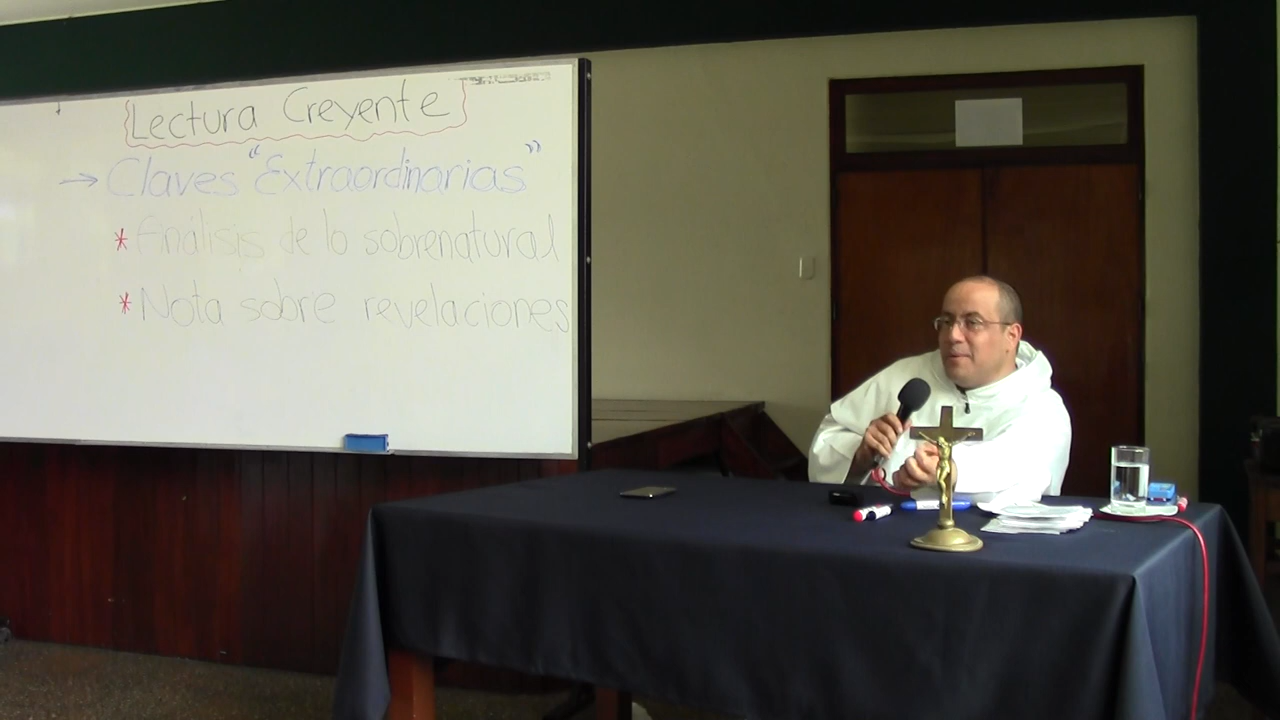 Lectura Creyente
→ Claves "Extraordinarias"
* Análisis de lo sobrenatural
* Nota sobre revelaciones